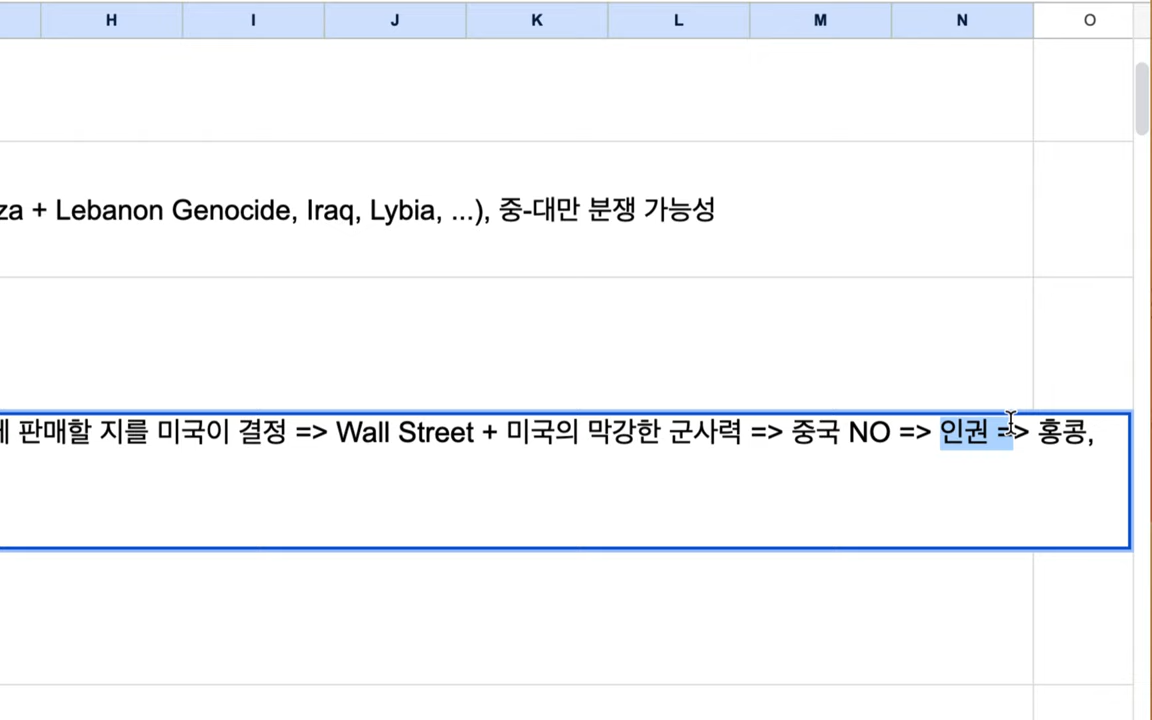 H I J K L M N O
za + Lebanon Genocide, Iraq, Lybia, ...), 중-대만 분쟁 가능성
판매할 지를 미국이 결정 => Wall Street + 미국의 막강한 군사력 => 중국 NO => 인권 => 홍콩,